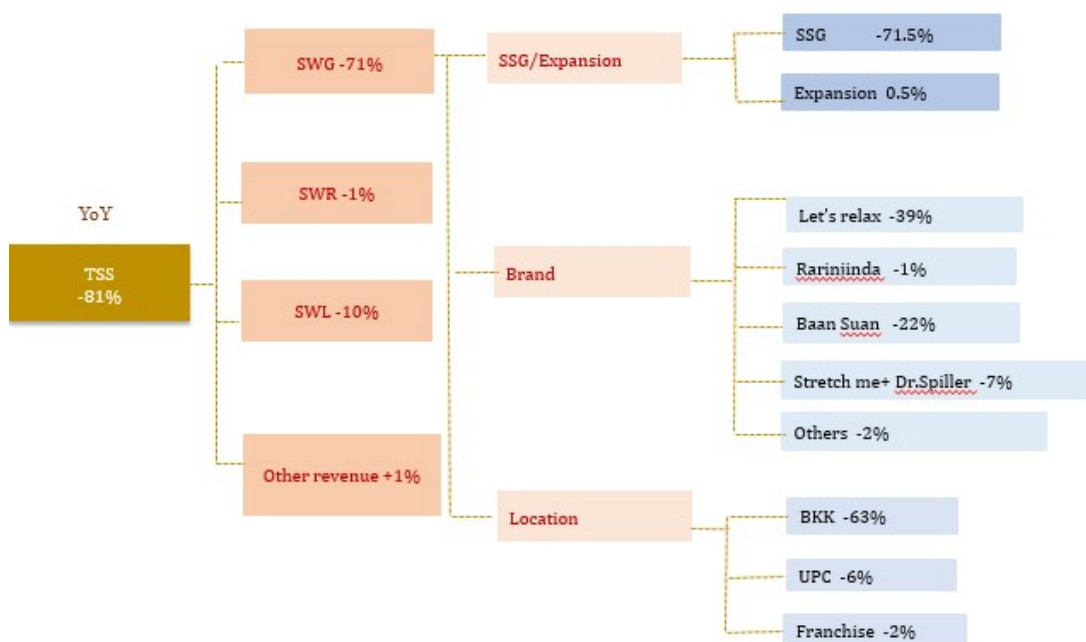 YoY
TSS
-81%
SWG -71%
SWR -1%
SWL -10%
Other revenue +1%
SSG/Expansion
Brand
Location
SSG -71.5%
Expansion 0.5%
Let's relax -39%
Rarinjinda -1%
Baan Suan -22%
Stretch me+ Dr.Spiller -7%
Others -2%
BKK -63%
UPC -6%
Franchise -2%